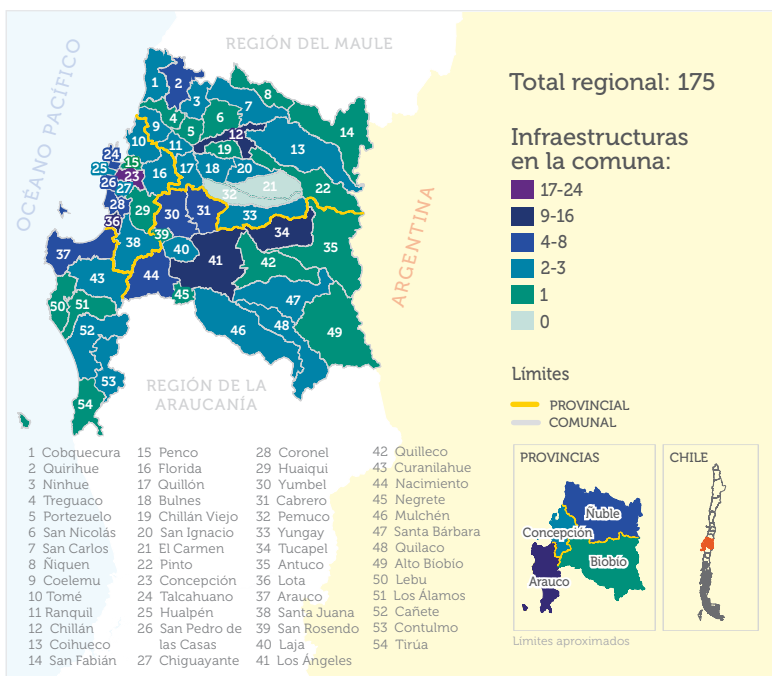 REGIÓN DEL MAULE
OCÉANO PACÍFICO
ARGENTINA
REGIÓN DE LA
ARAUCANÍA
1
2
3
4
5
6
7
8
9
10
11
12
13
14
15
16
17
18
19
20
21
22
23
24
25
26
27
28
29
30
31
32
33
34
35
36
37
38
39
40
41
42
43
44
45
46
47
48
49
50
51
52
53
54
Total regional: 175
Infraestructuras
en la comuna:
17-24
9-16
4-8
2-3
1
0
Límites
PROVINCIAL
COMUNAL
1 Cobquecura
2 Quirihue
3 Ninhue
4 Treguaco
5 Portezuelo
6 San Nicolás
7 San Carlos
8 Ñiquen
9 Coelemu
10 Tomé
11 Ranquil
12 Chillán
13 Coihueco
14 San Fabián
15 Penco
16 Florida
17 Quillón
18 Bulnes
19 Chillán Viejo
20 San Ignacio
21 El Carmen
22 Pinto
23 Concepción
24 Talcahuano
25 Hualpén
26 San Pedro de
las Casas
27 Chiguayante
28 Coronel
29 Huaiqui
30 Yumbel
31 Cabrero
32 Pemuco
33 Yungay
34 Tucapel
35 Antuco
36 Lota
37 Arauco
38 Santa Juana
39 San Rosendo
40 Laja
41 Los Ángeles
42 Quilleco
43 Curanilahue
44 Nacimiento
45 Negrete
46 Mulchén
47 Santa Bárbara
48 Quilaco
49 Alto Biobío
50 Lebu
51 Los Álamos
52 Cañete
53 Contulmo
54 Tirúa
PROVINCIAS
Ñuble
Concepción
Biobío
Arauco
Límites aproximados
CHILE